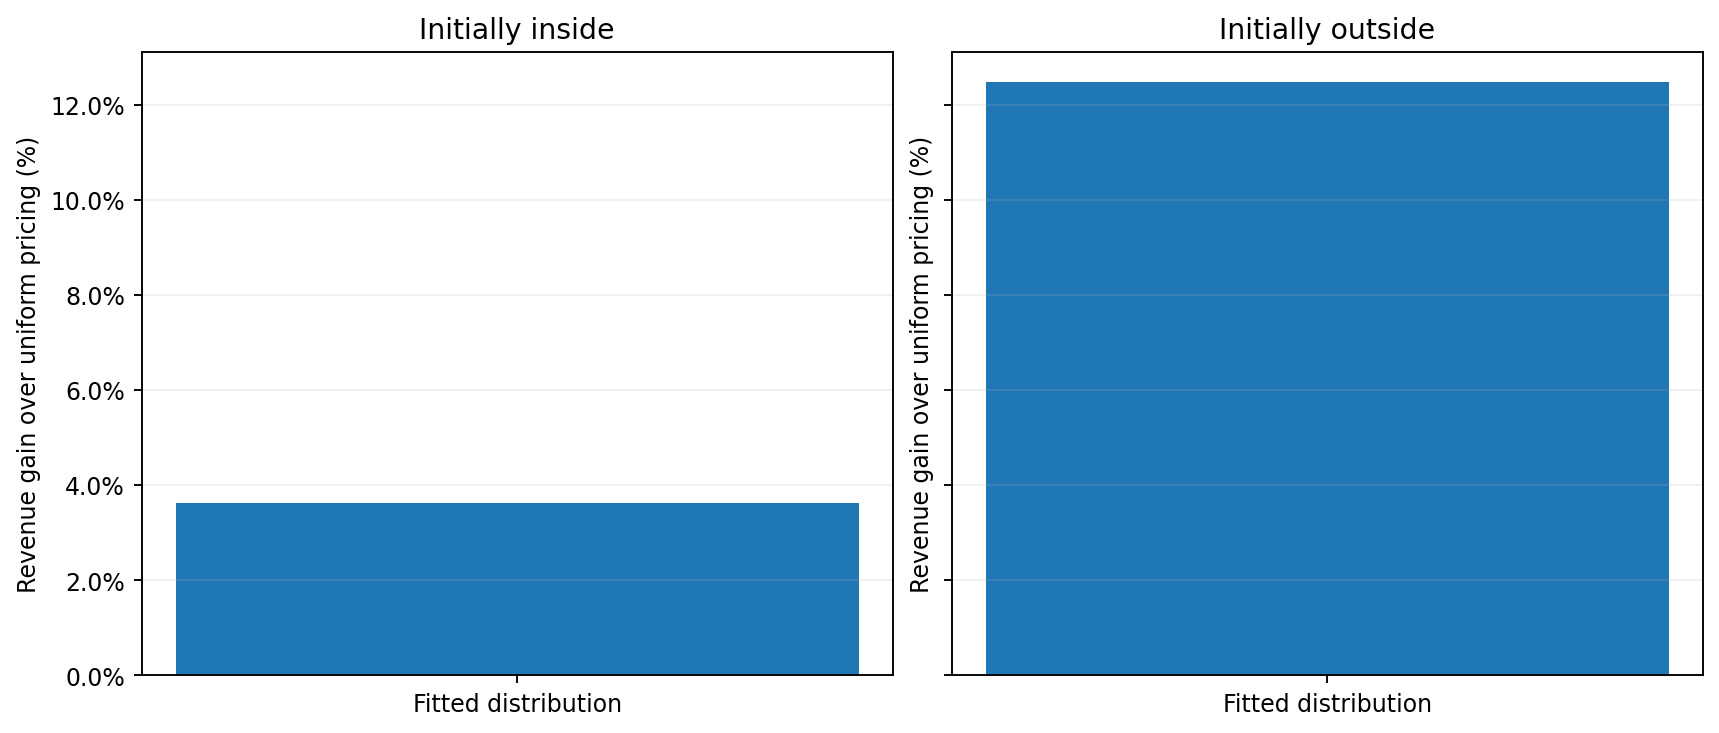 Initially inside
Revenue gain over uniform pricing (%)
12.0%
10.0%
8.0%
6.0%
4.0%
2.0%
0.0%
Fitted distribution
Initially outside
Revenue gain over uniform pricing (%)
Fitted distribution